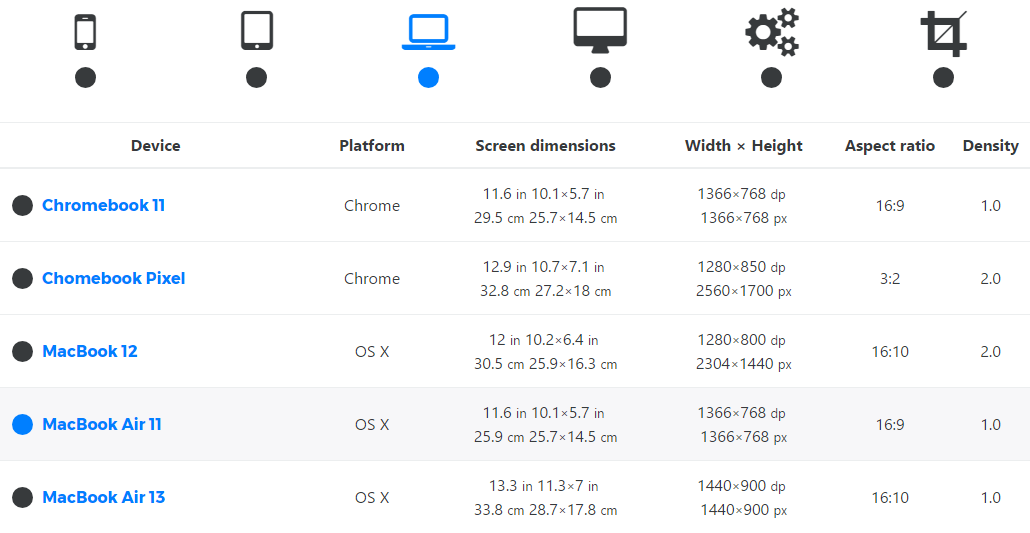 Device Platform Screen dimensions Width × Height Aspect ratio Density
11.6 in 10.1×5.7 in 1366×768 dp
Chromebook 11 Chrome 16:9 1.0
29.5 cm 25.7×14.5 cm 1366×768 px
12.9 in 10.7×7.1 in 1280×850 dp
Chomebook Pixel Chrome 3:2 2.0
32.8 cm 27.2×18 cm 2560×1700 px
12 in 10.2×6.4 in 1280×800 dp
MacBook 12 OS X 16:10 2.0
30.5 cm 25.9×16.3 cm 2304×1440 px
11.6 in 10.1×5.7 in 1366×768 dp
MacBook Air 11 OS X 16:9 1.0
25.9 cm 25.7×14.5 cm 1366×768 px
13.3 in 11.3×7 in 1440×900 dp
MacBook Air 13 OS X 16:10 1.0
33.8 cm 28.7×17.8 cm 1440×900 px